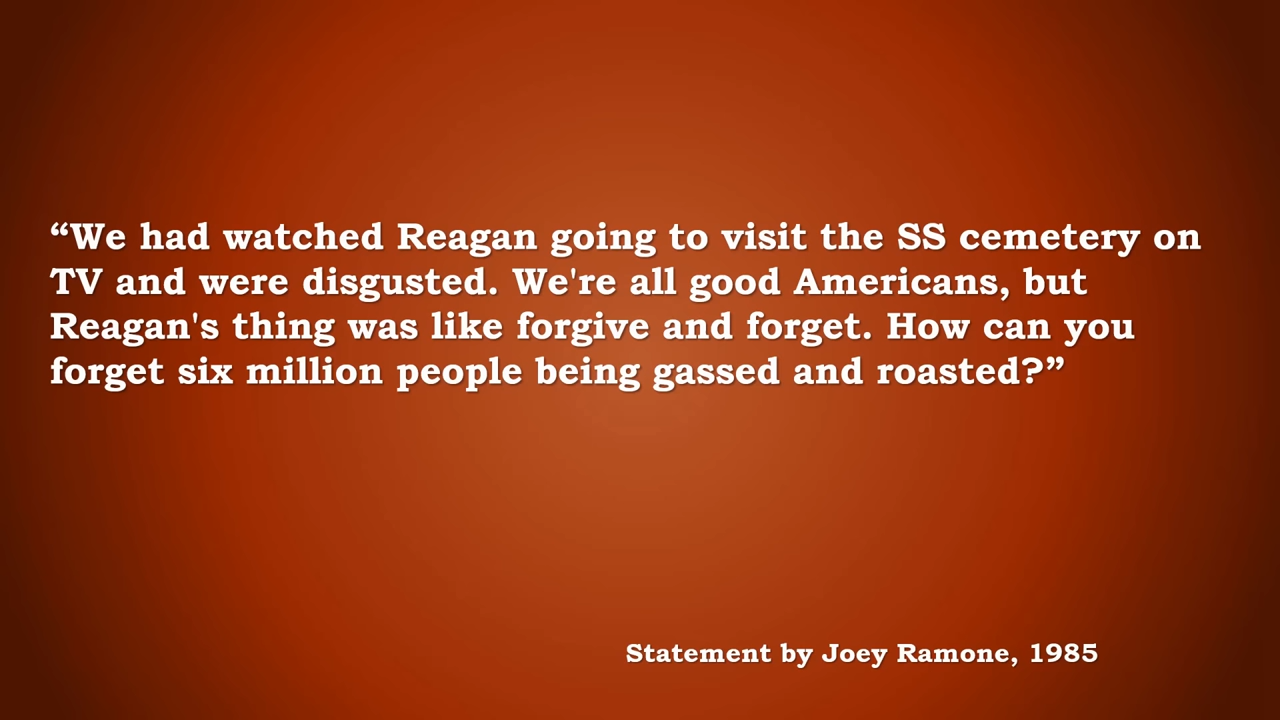 “We had watched Reagan going to visit the SS cemetery on
TV and were disgusted. We're all good Americans, but
Reagan's thing was like forgive and forget. How can you
forget six million people being gassed and roasted?”
Statement by Joey Ramone, 1985